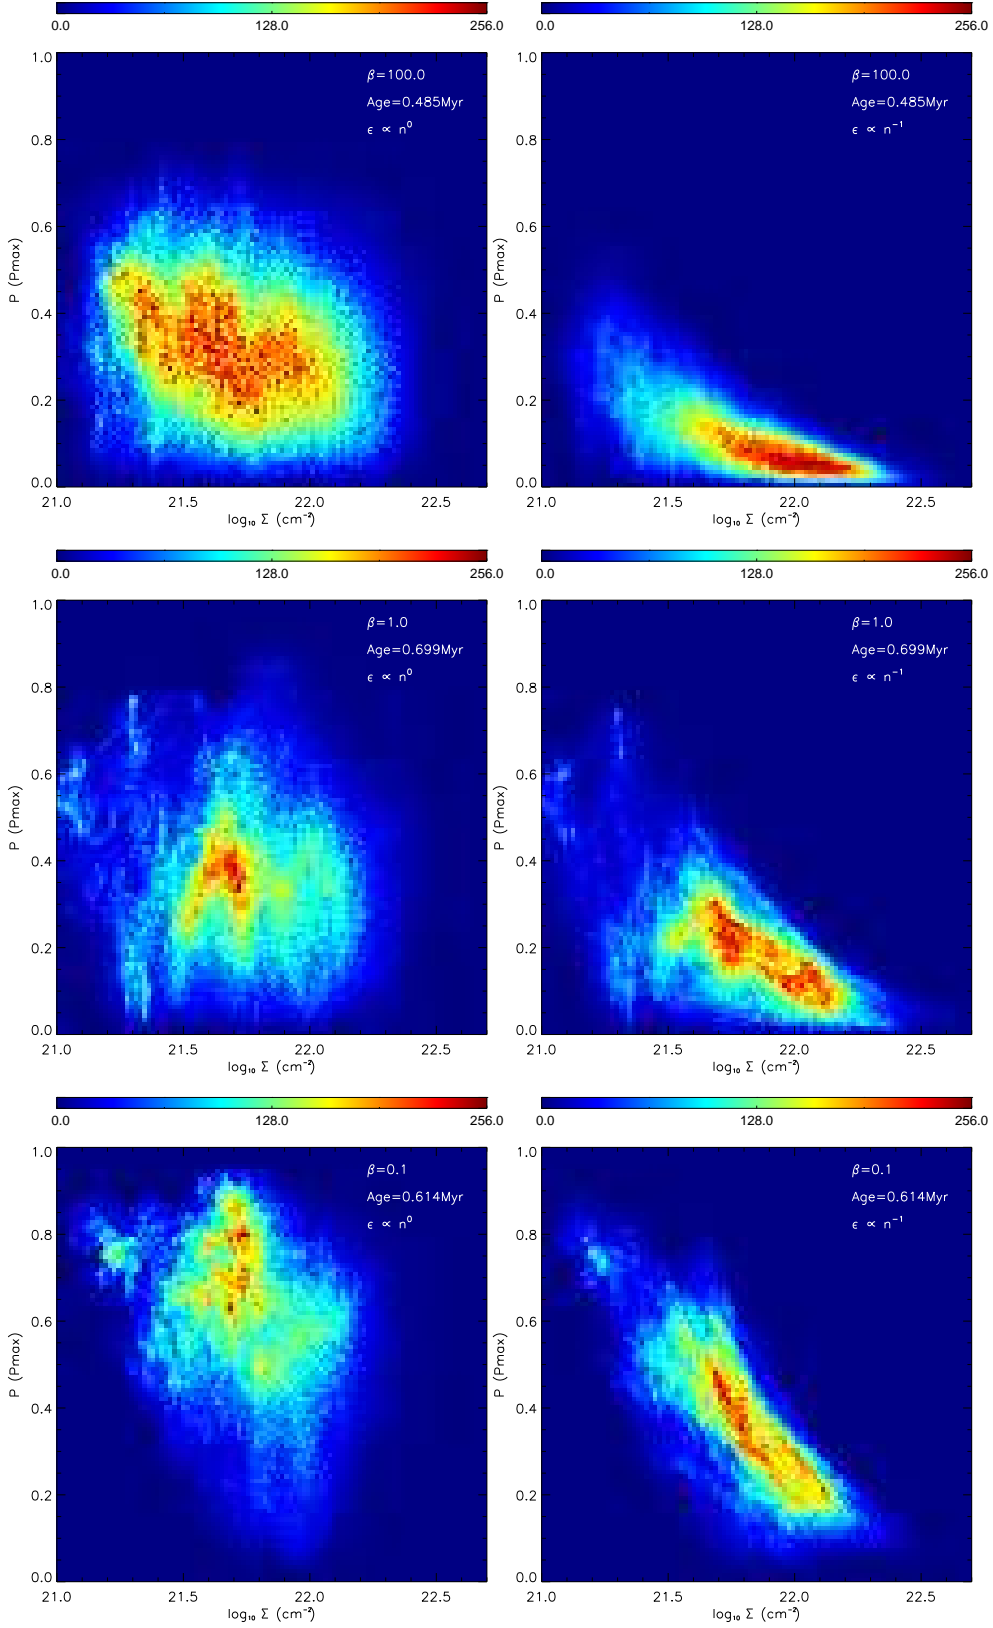 0.0 128.0 256.0 0.0 128.0 256.0
β=100.0 β=100.0
Age=0.485Myr Age=0.485Myr
ϵ ∝ n⁰ ϵ ∝ n⁻¹
1.0 1.0
0.8 0.8
0.6 0.6
0.4 0.4
0.2 0.2
0.0 0.0
P (Pmax) P (Pmax)
21.0 21.5 22.0 22.5 21.0 21.5 22.0 22.5
log₁₀ Σ (cm⁻²) log₁₀ Σ (cm⁻²)
0.0 128.0 256.0 0.0 128.0 256.0
β=1.0 β=1.0
Age=0.699Myr Age=0.699Myr
ϵ ∝ n⁰ ϵ ∝ n⁻¹
1.0 1.0
0.8 0.8
0.6 0.6
0.4 0.4
0.2 0.2
0.0 0.0
P (Pmax) P (Pmax)
21.0 21.5 22.0 22.5 21.0 21.5 22.0 22.5
log₁₀ Σ (cm⁻²) log₁₀ Σ (cm⁻²)
0.0 128.0 256.0 0.0 128.0 256.0
β=0.1 β=0.1
Age=0.614Myr Age=0.614Myr
ϵ ∝ n⁰ ϵ ∝ n⁻¹
1.0 1.0
0.8 0.8
0.6 0.6
0.4 0.4
0.2 0.2
0.0 0.0
P (Pmax) P (Pmax)
21.0 21.5 22.0 22.5 21.0 21.5 22.0 22.5
log₁₀ Σ (cm⁻²) log₁₀ Σ (cm⁻²)